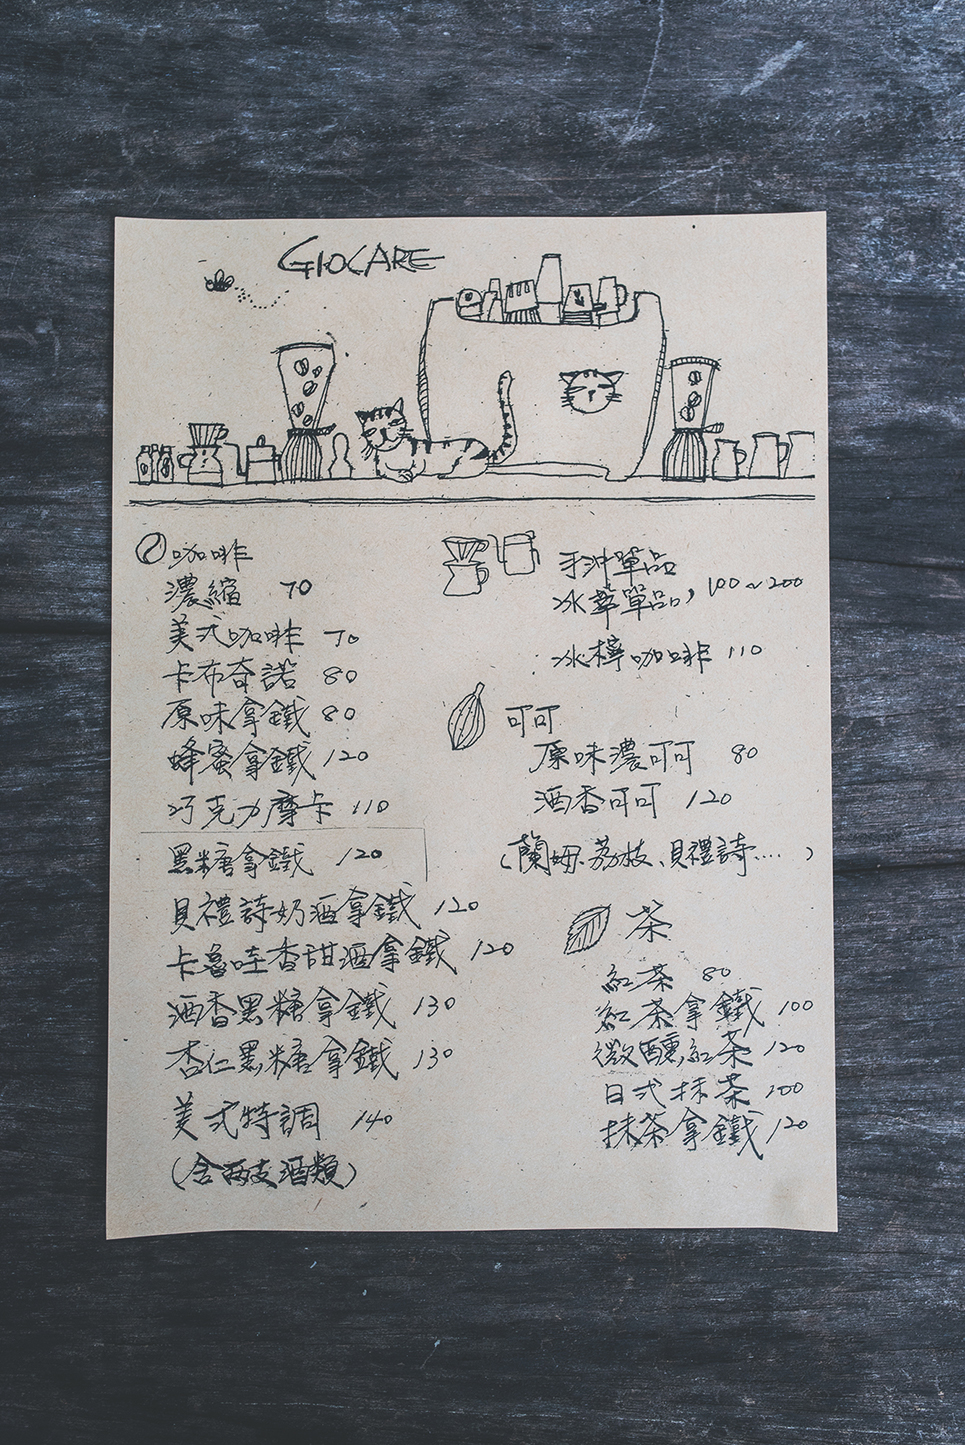 GIOCARE
咖啡
濃縮 70
美式咖啡 70
卡布奇諾 80
原味拿鐵 80
蜂蜜拿鐵 120
巧克力摩卡 110
黑糖拿鐵 120
貝禮詩奶酒拿鐵 120
卡魯哇香甜酒拿鐵 120
酒香黑糖拿鐵 130
杏仁黑糖拿鐵 130
美式特調 140
(含兩支酒類)
手沖單品
冰萃單品, 100~200
冰檸咖啡 110
可可
原味濃可可 80
酒香可可 120
(蘭姆、荔枝、貝禮詩....)
茶
紅茶 80
紅茶拿鐵 100
微醺紅茶 120
日式抹茶 100
抹茶拿鐵 120